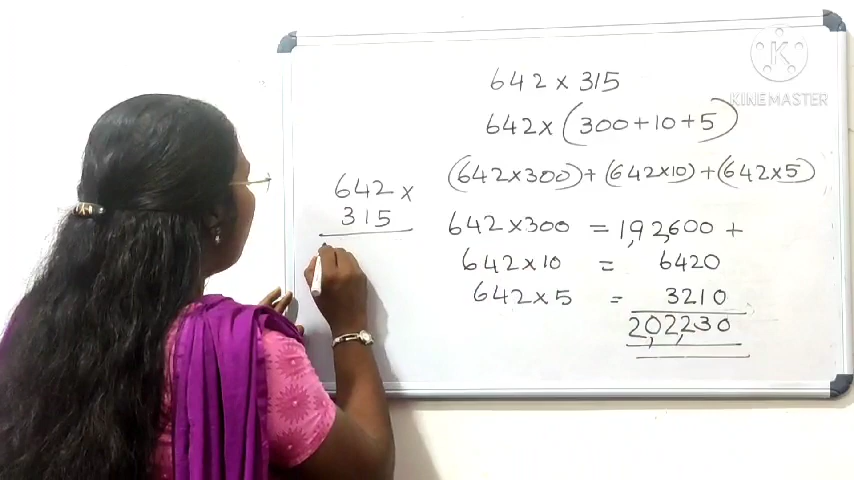 KINEMASTER
642 x 315
642 x (300 + 10 + 5)
(642 x 300) + (642 x 10) + (642 x 5)
642 x
315
642 x 300 = 1,92,600 +
642 x 10 = 6420
642 x 5 = 3210
20,2,230